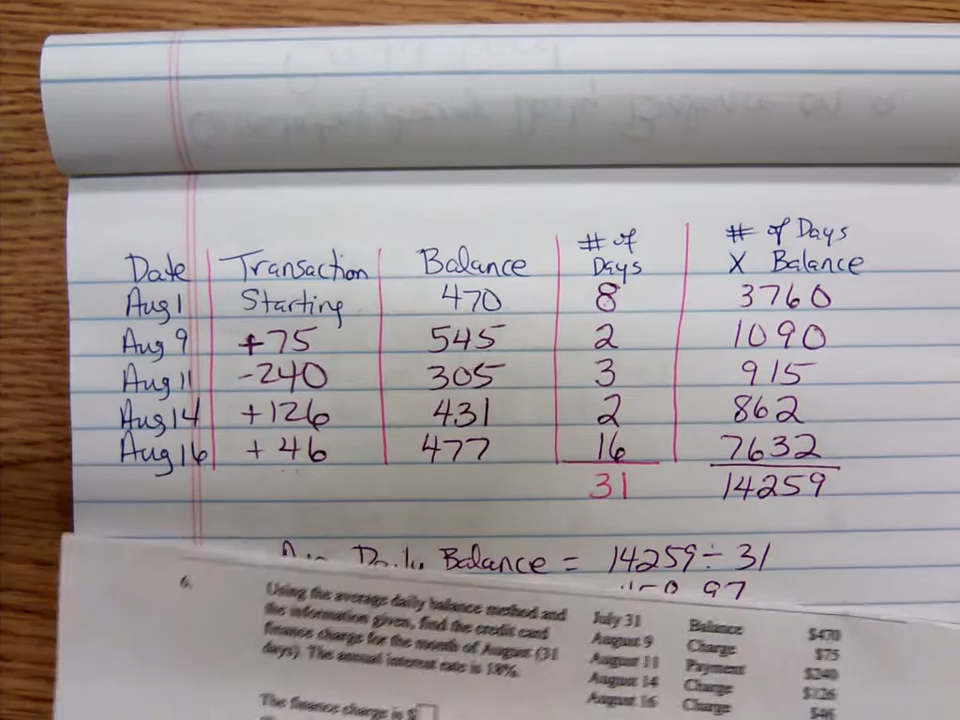 Date Transaction Balance # of Days # of Days X Balance
Aug 1 Starting 470 8 3760
Aug 9 +75 545 2 1090
Aug 11 -240 305 3 915
Aug 14 +126 431 2 862
Aug 16 + 46 477 16 7632
31 14259
Daily Balance = 14259 ÷ 31
97
6.
Using the average daily balance method and
the information given, find the credit card
finance charge for the month of August (31
days). The annual interest rate is 18%.
The finance charge is $
July 31 Balance $470
August 9 Charge $75
August 11 Payment $240
August 14 Charge $126
August 16 Charge $46